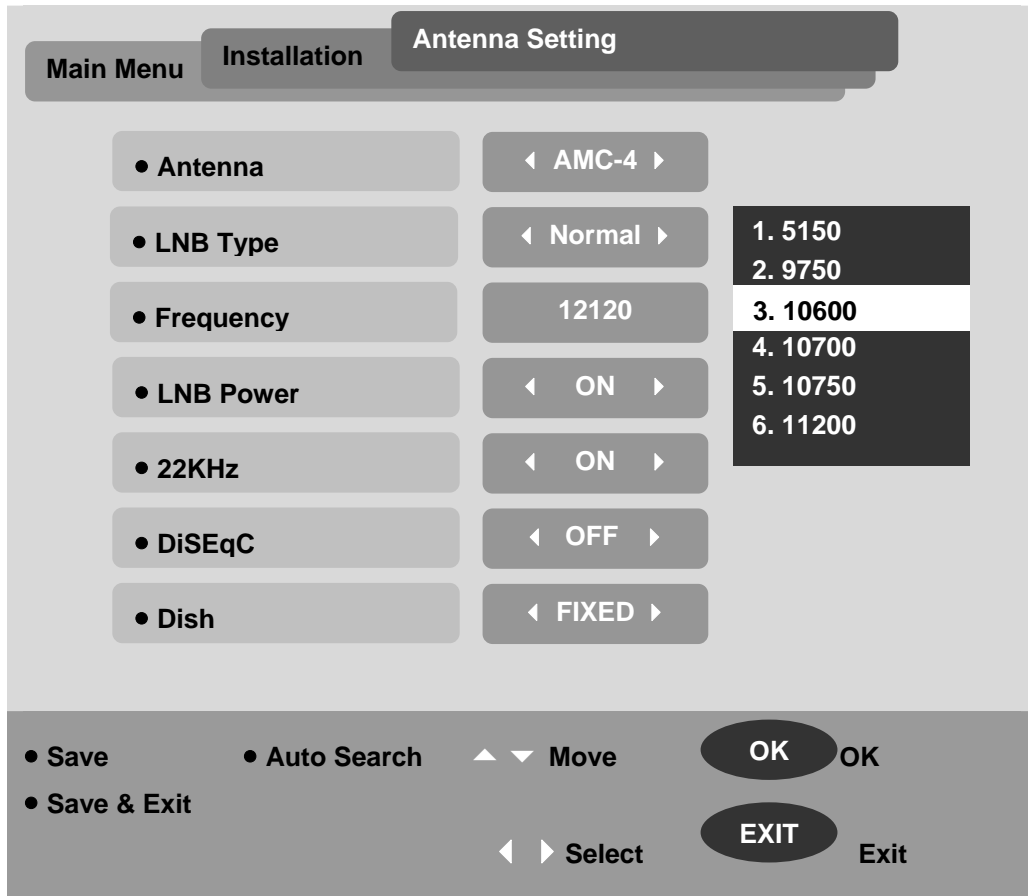 Main Menu
Installation
Antenna Setting
• Antenna
AMC-4
• LNB Type
Normal
• Frequency
12120
• LNB Power
ON
• 22KHz
ON
• DiSEqC
OFF
• Dish
FIXED
1. 5150
2. 9750
3. 10600
4. 10700
5. 10750
6. 11200
• Save
• Auto Search
Move
OK
OK
• Save & Exit
Select
EXIT
Exit